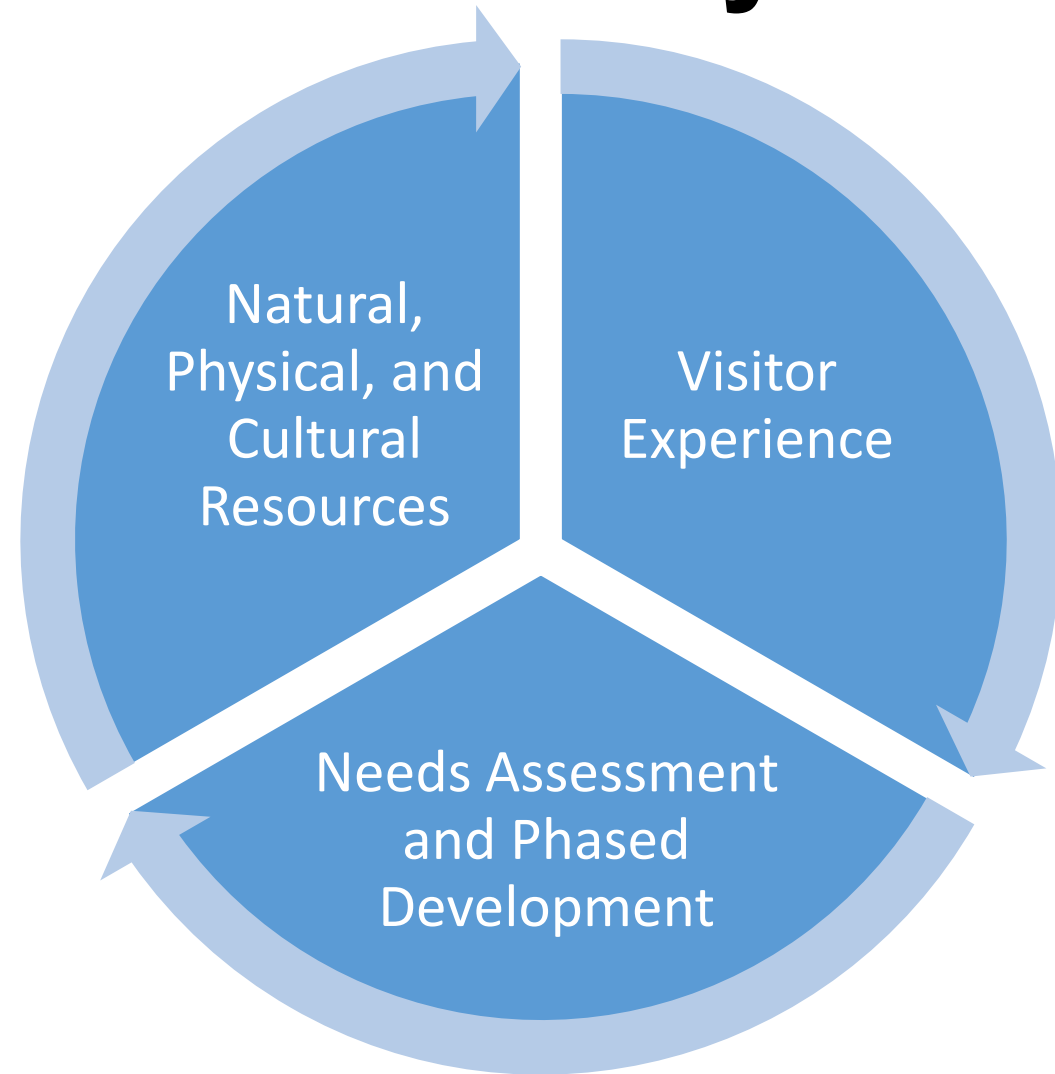 Natural,
Physical, and
Cultural
Resources
Visitor
Experience
Needs Assessment
and Phased
Development